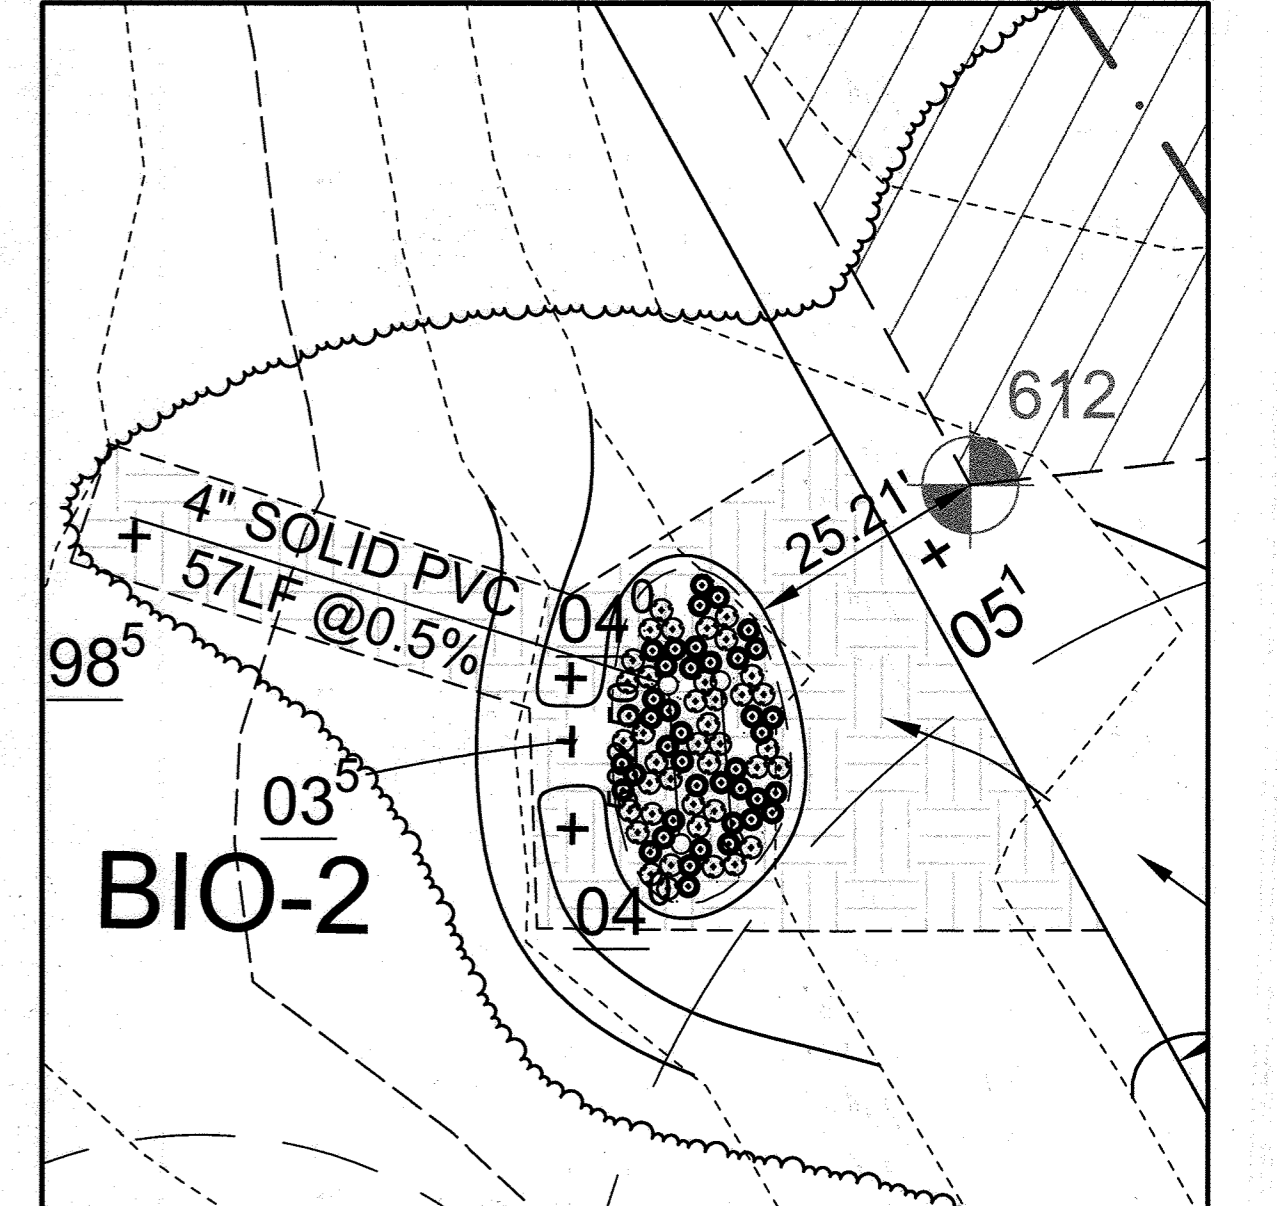 612
25.21'
4" SOLID PVC
57LF @0.5%
04⁰
05¹
98⁵
03⁵
BIO-2
04